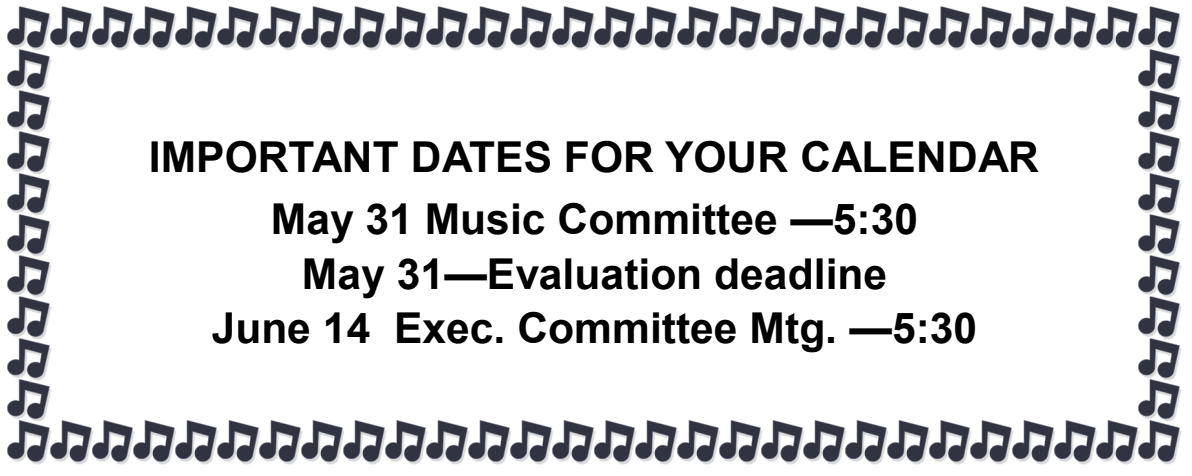 IMPORTANT DATES FOR YOUR CALENDAR
May 31 Music Committee —5:30
May 31—Evaluation deadline
June 14  Exec. Committee Mtg. —5:30